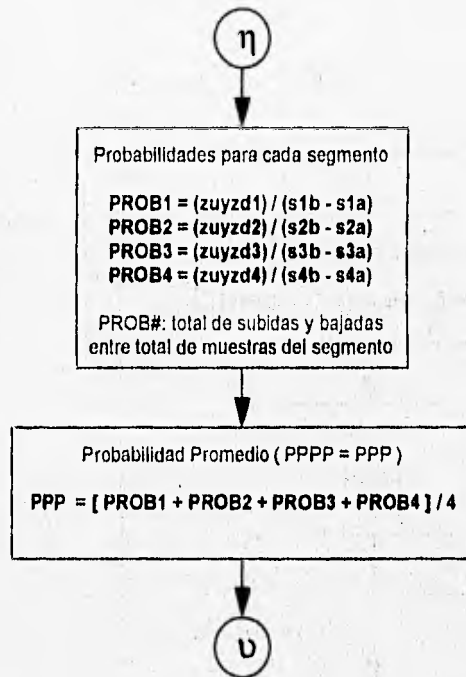 η
Probabilidades para cada segmento
PROB1 = (zuyzd1) / (s1b - s1a)
PROB2 = (zuyzd2) / (s2b - s2a)
PROB3 = (zuyzd3) / (s3b - s3a)
PROB4 = (zuyzd4) / (s4b - s4a)
PROB#: total de subidas y bajadas
entre total de muestras del segmento
Probabilidad Promedio ( PPPP = PPP )
PPP = [ PROB1 + PROB2 + PROB3 + PROB4 ] / 4
υ